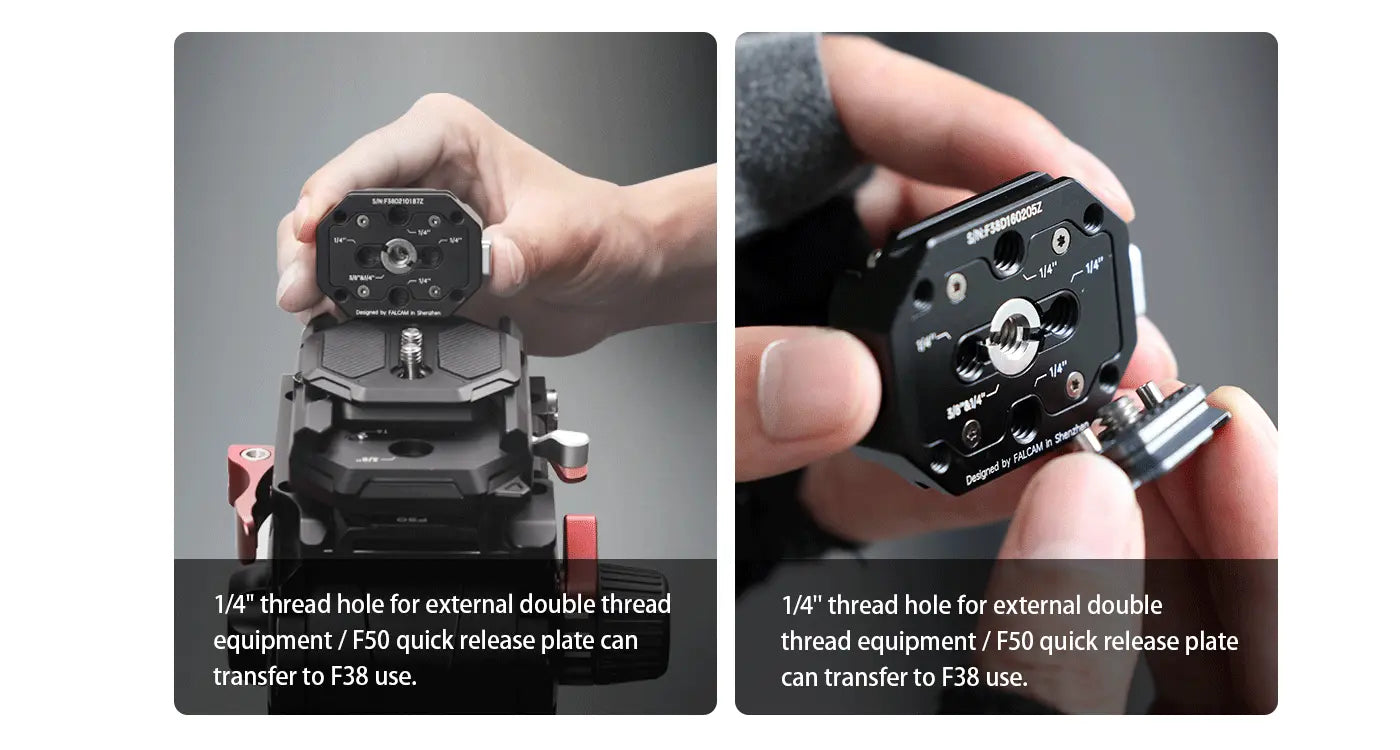 S/N:F38D210187Z
1/4"
1/4"
1/4"
3/8"&1/4"
1/4"
Designed by FALCAM in Shenzhen
3/8"
F50
1/4" thread hole for external double thread
equipment / F50 quick release plate can
transfer to F38 use.
S/N:F38D160205Z
1/4"
1/4"
1/4"
1/4"
3/8"&1/4"
Designed by FALCAM in Shenzhen
1/4" thread hole for external double
thread equipment / F50 quick release plate
can transfer to F38 use.